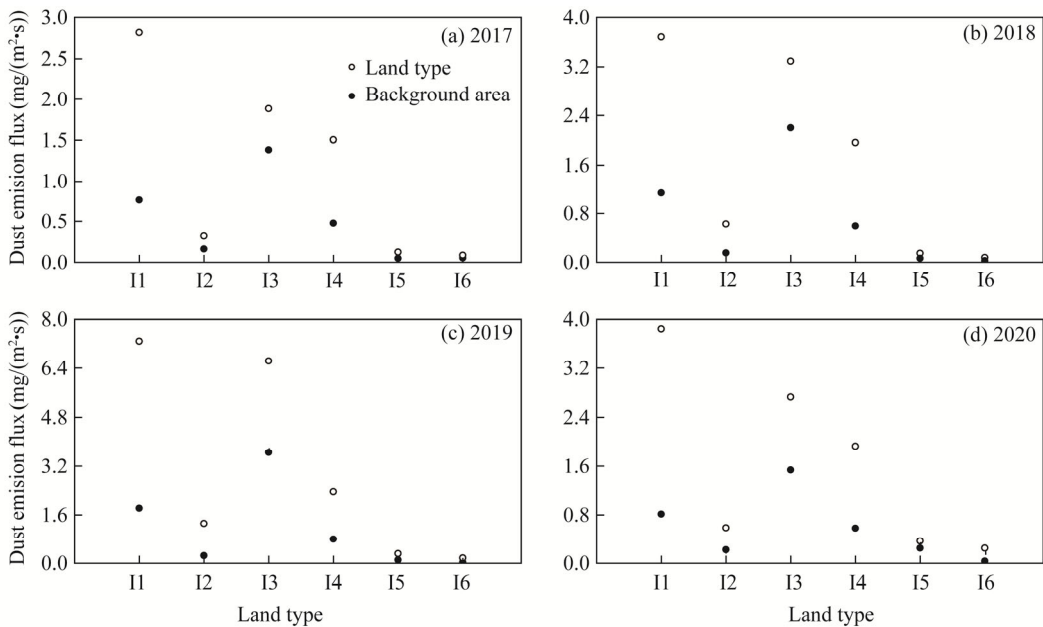 Dust emision flux (mg/(m²•s))
3.0
2.5
2.0
1.5
1.0
0.5
0.0
(a) 2017
Land type
Background area
I1 I2 I3 I4 I5 I6
4.0
3.2
2.4
1.6
0.8
0.0
(b) 2018
I1 I2 I3 I4 I5 I6
Dust emision flux (mg/(m²•s))
8.0
6.4
4.8
3.2
1.6
0.0
(c) 2019
I1 I2 I3 I4 I5 I6
Land type
4.0
3.2
2.4
1.6
0.8
0.0
(d) 2020
I1 I2 I3 I4 I5 I6
Land type